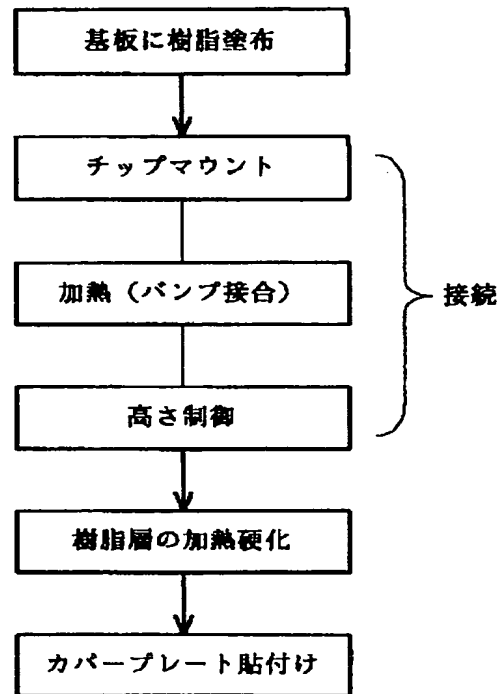 基板に樹脂塗布
チップマウント
加熱（バンプ接合）
接続
高さ制御
樹脂層の加熱硬化
カバープレート貼付け